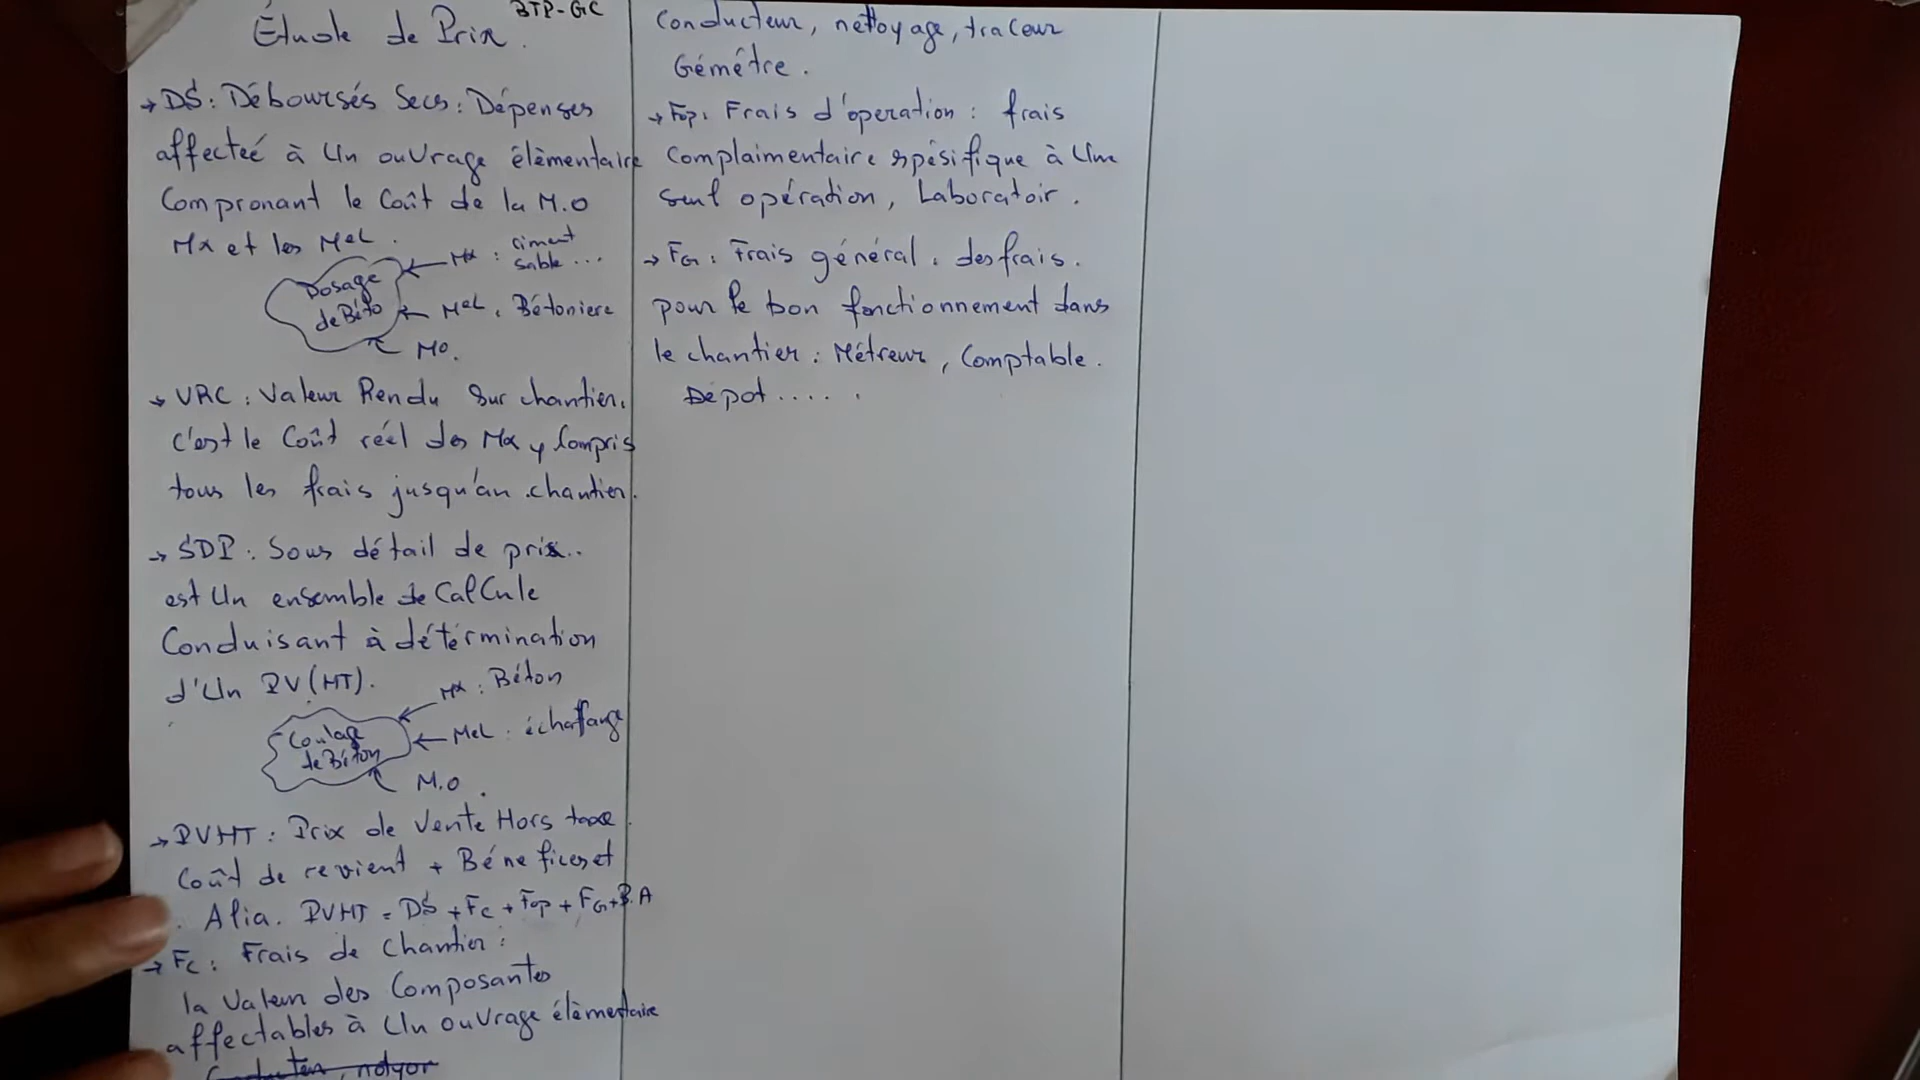 BTP-GC
Étude de Prix.
→ DS : Déboursés Secs : Dépenses
affecteé à Un ouvrage élèmentaire
Compronant le Coût de la M.O
Mx et les Mel.
Dosage
de Béto
Mx : ciment
sable ...
Mel : Bétoniere
MO.
→ VRC : Valeur Rendu Sur chantier.
c'est le Coût réel des Mx y Compris
tous les frais jusqu'au chantier.
→ SDP : Sous détail de prix..
est Un ensemble de CalCule
Conduisant à détérmination
d'Un PV(HT).
Coulage
de Béton
Mx : Béton
Mel : échaffauge
M.O.
→ PVHT : Prix de Vente Hors taxe.
Coût de revient + Bénefices et
Alia. PVHT = DS + Fc + Fop + FG + B.A
→ Fc : Frais de chantier :
la Valeur des Composantes
affectables à Un ouvrage élèmentaire
Conducteur, nettoyage, traceur
Gémétre.
→ Fop : Frais d'operation : frais
Complaimentaire spésifique à Une
seul opération, Laboratoir.
→ FG : Frais général : des frais.
pour le bon fonctionnement dans
le chantier : Métreur, Comptable.
Dépot.....